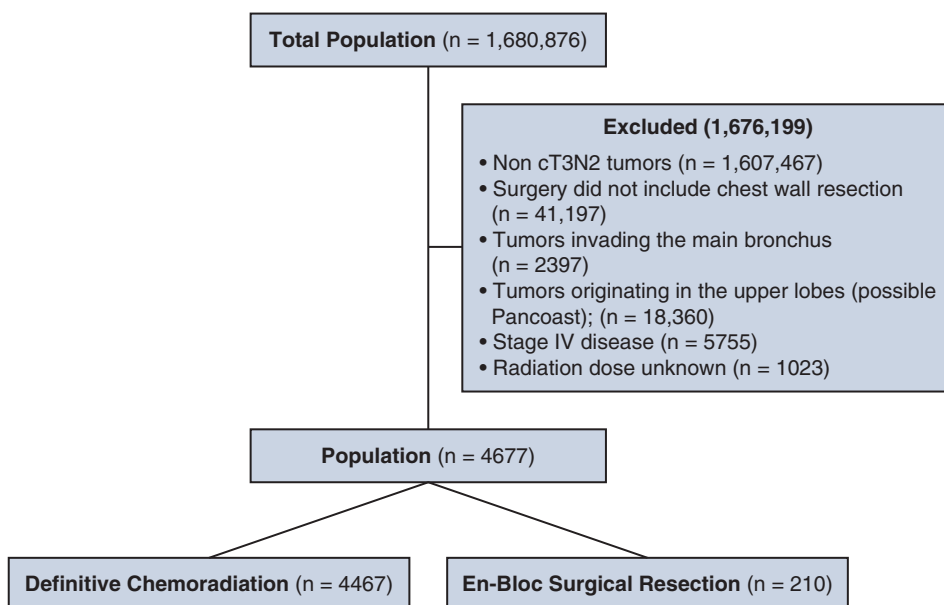 Total Population (n = 1,680,876)
Excluded (1,676,199)
• Non cT3N2 tumors (n = 1,607,467)
• Surgery did not include chest wall resection
(n = 41,197)
• Tumors invading the main bronchus
(n = 2397)
• Tumors originating in the upper lobes (possible
Pancoast); (n = 18,360)
• Stage IV disease (n = 5755)
• Radiation dose unknown (n = 1023)
Population (n = 4677)
Definitive Chemoradiation (n = 4467)
En-Bloc Surgical Resection (n = 210)